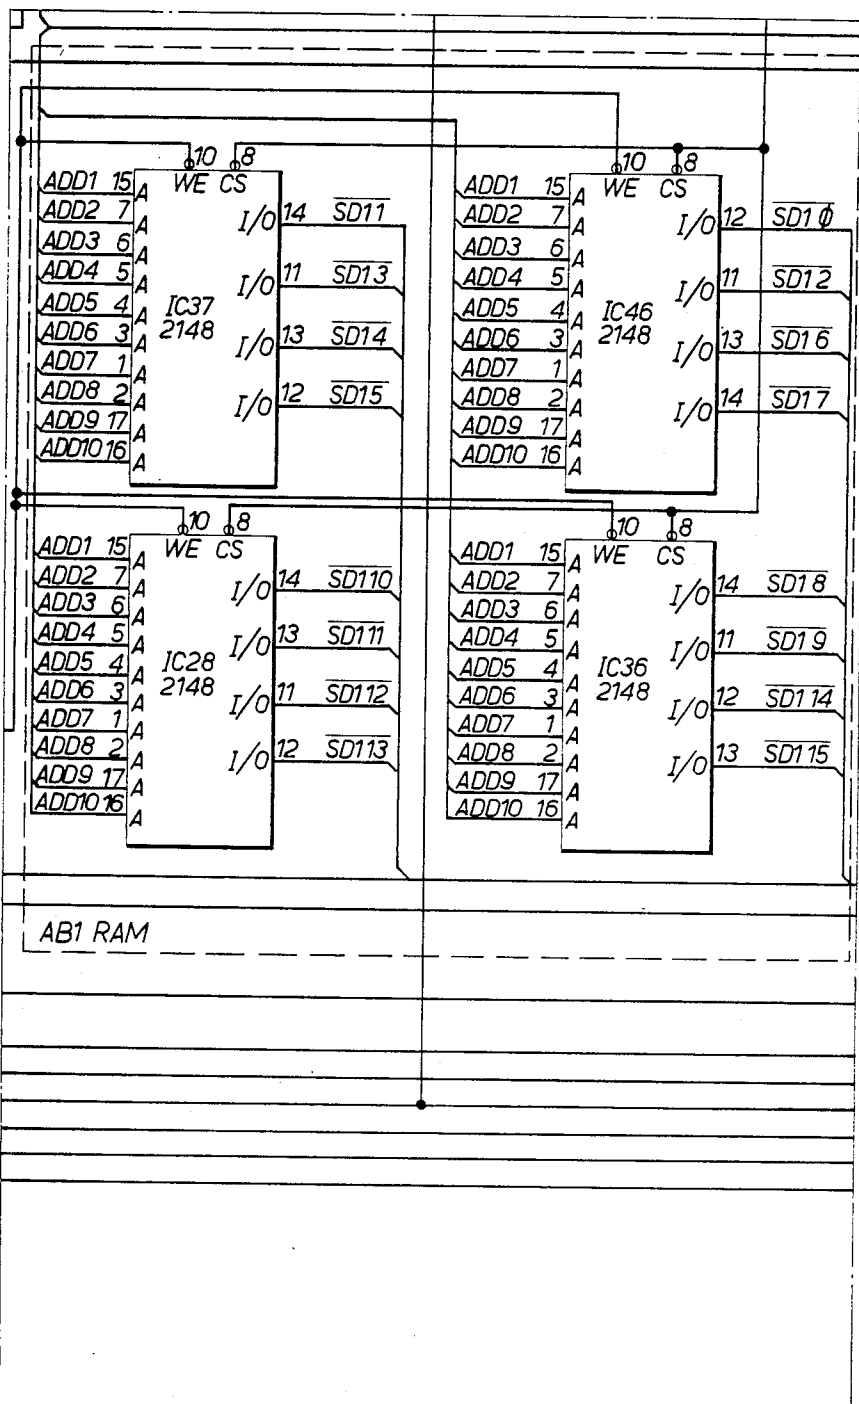 10 8
WE CS
ADD1 15 A
ADD2 7 A
ADD3 6 A
ADD4 5 A
ADD5 4 A
ADD6 3 A
ADD7 1 A
ADD8 2 A
ADD9 17 A
ADD10 16 A
IC37
2148
I/O 14 SD11
I/O 11 SD13
I/O 13 SD14
I/O 12 SD15
10 8
WE CS
ADD1 15 A
ADD2 7 A
ADD3 6 A
ADD4 5 A
ADD5 4 A
ADD6 3 A
ADD7 1 A
ADD8 2 A
ADD9 17 A
ADD10 16 A
IC46
2148
I/O 12 SD1Ø
I/O 11 SD12
I/O 13 SD16
I/O 14 SD17
10 8
WE CS
ADD1 15 A
ADD2 7 A
ADD3 6 A
ADD4 5 A
ADD5 4 A
ADD6 3 A
ADD7 1 A
ADD8 2 A
ADD9 17 A
ADD10 16 A
IC28
2148
I/O 14 SD110
I/O 13 SD111
I/O 11 SD112
I/O 12 SD113
10 8
WE CS
ADD1 15 A
ADD2 7 A
ADD3 6 A
ADD4 5 A
ADD5 4 A
ADD6 3 A
ADD7 1 A
ADD8 2 A
ADD9 17 A
ADD10 16 A
IC36
2148
I/O 14 SD18
I/O 11 SD19
I/O 12 SD114
I/O 13 SD115
AB1 RAM